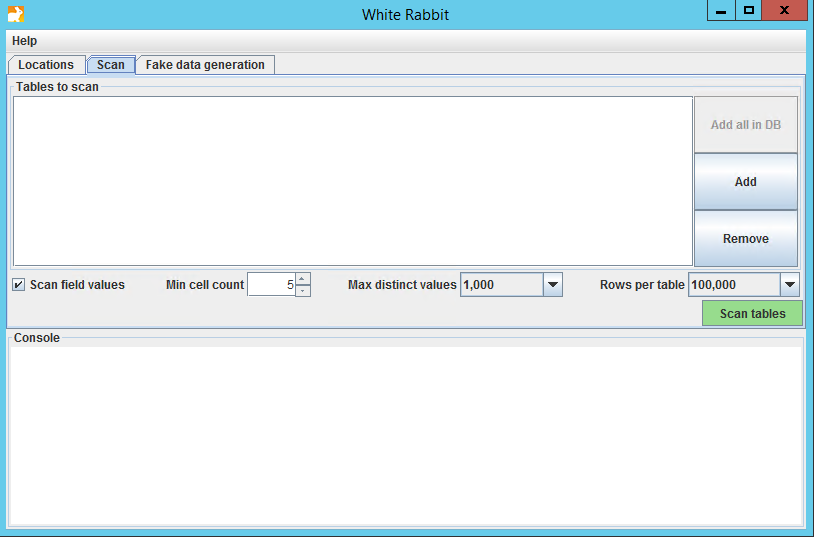 White Rabbit
Help
Locations Scan Fake data generation
Tables to scan
Add all in DB
Add
Remove
Scan field values Min cell count 5 Max distinct values 1,000 Rows per table 100,000
Scan tables
Console